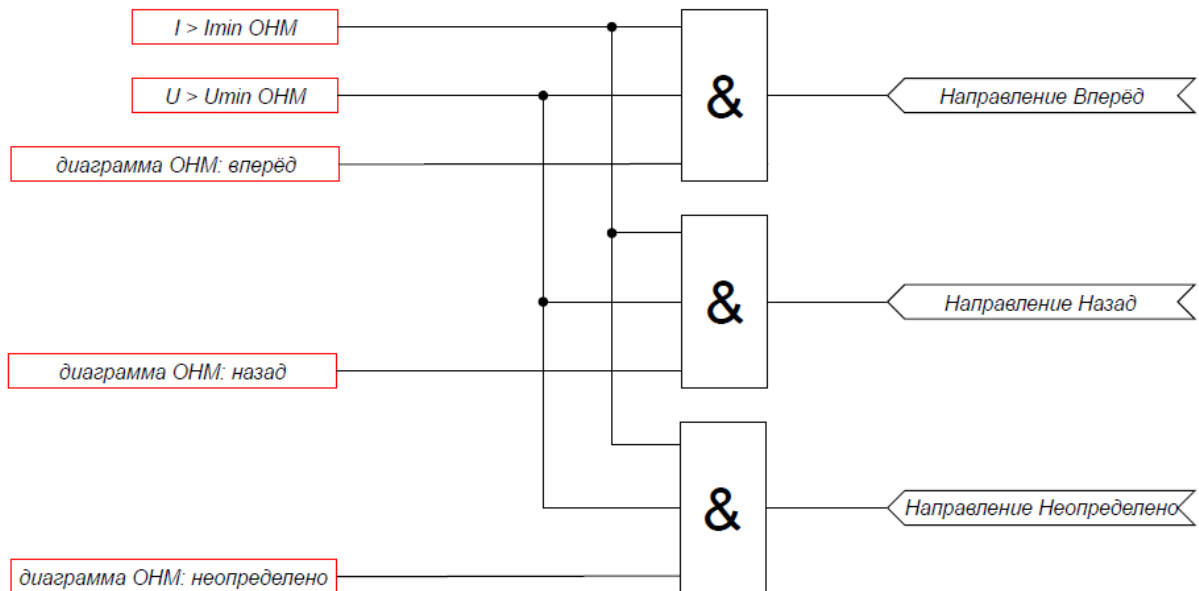 I > Imin ОНМ
&
U > Umin ОНМ
Направление Вперёд
диаграмма ОНМ: вперёд
&
Направление Назад
диаграмма ОНМ: назад
&
Направление Неопределено
диаграмма ОНМ: неопределено